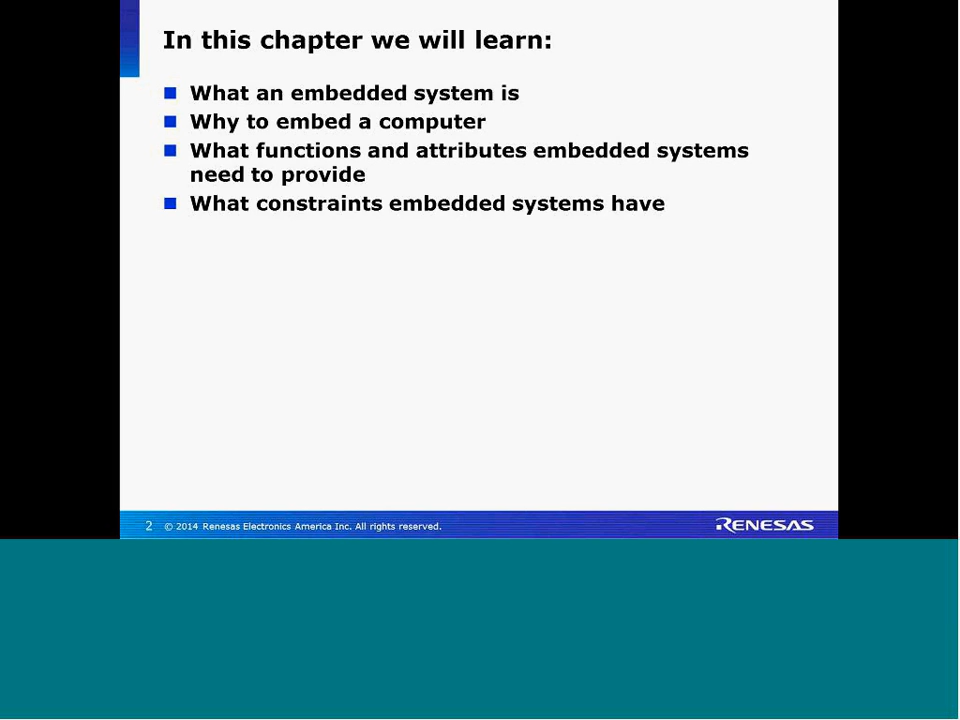 In this chapter we will learn:
What an embedded system is
Why to embed a computer
What functions and attributes embedded systems
need to provide
What constraints embedded systems have
2 © 2014 Renesas Electronics America Inc. All rights reserved.
RENESAS